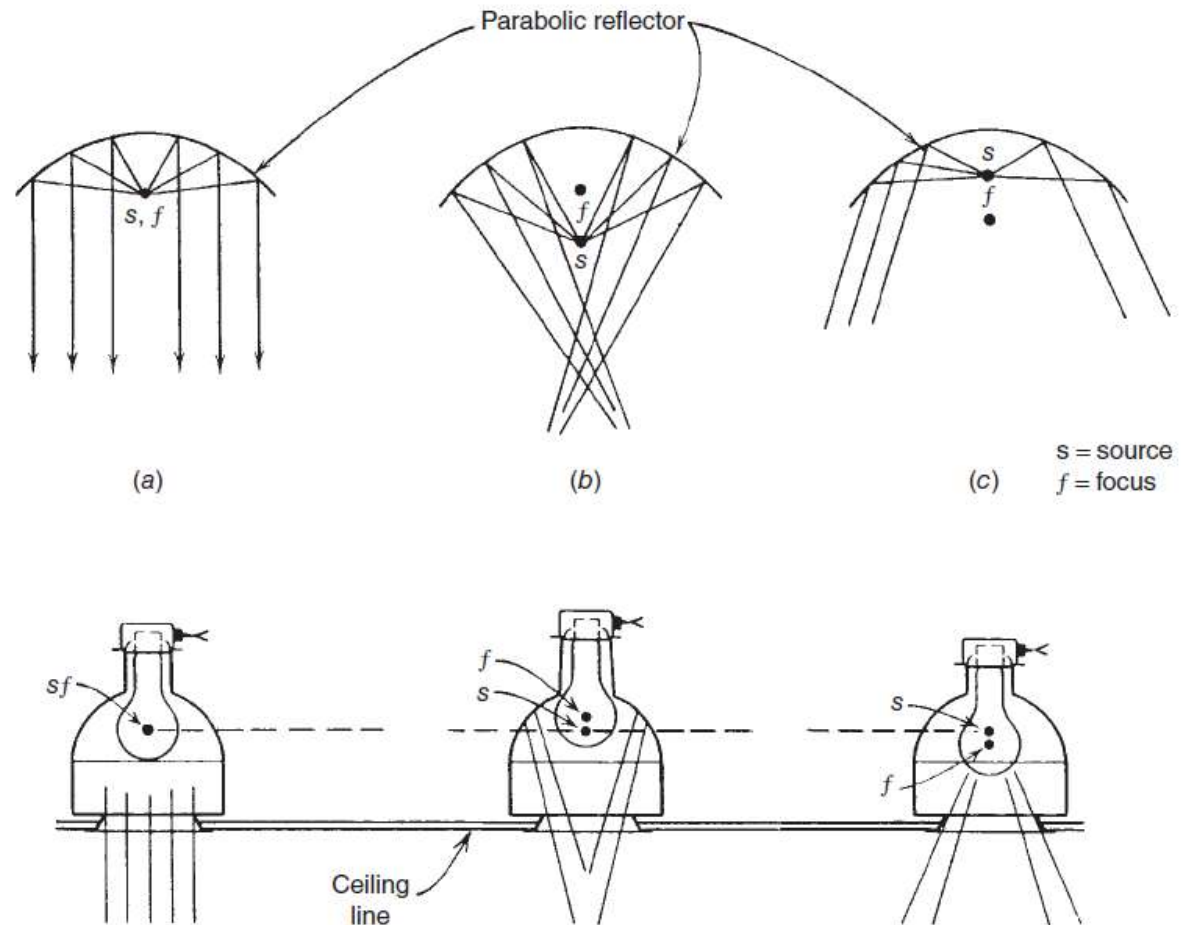 Parabolic reflector
s, f
f
s
s
f
(a)
(b)
(c)
s = source
f = focus
sf
f
s
s
f
Ceiling
line